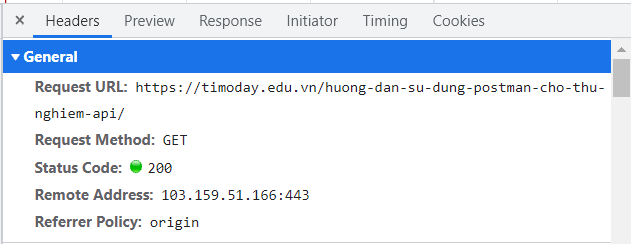 × Headers Preview Response Initiator Timing Cookies
▼ General
Request URL: https://timoday.edu.vn/huong-dan-su-dung-postman-cho-thu-
nghiem-api/
Request Method: GET
Status Code: 200
Remote Address: 103.159.51.166:443
Referrer Policy: origin